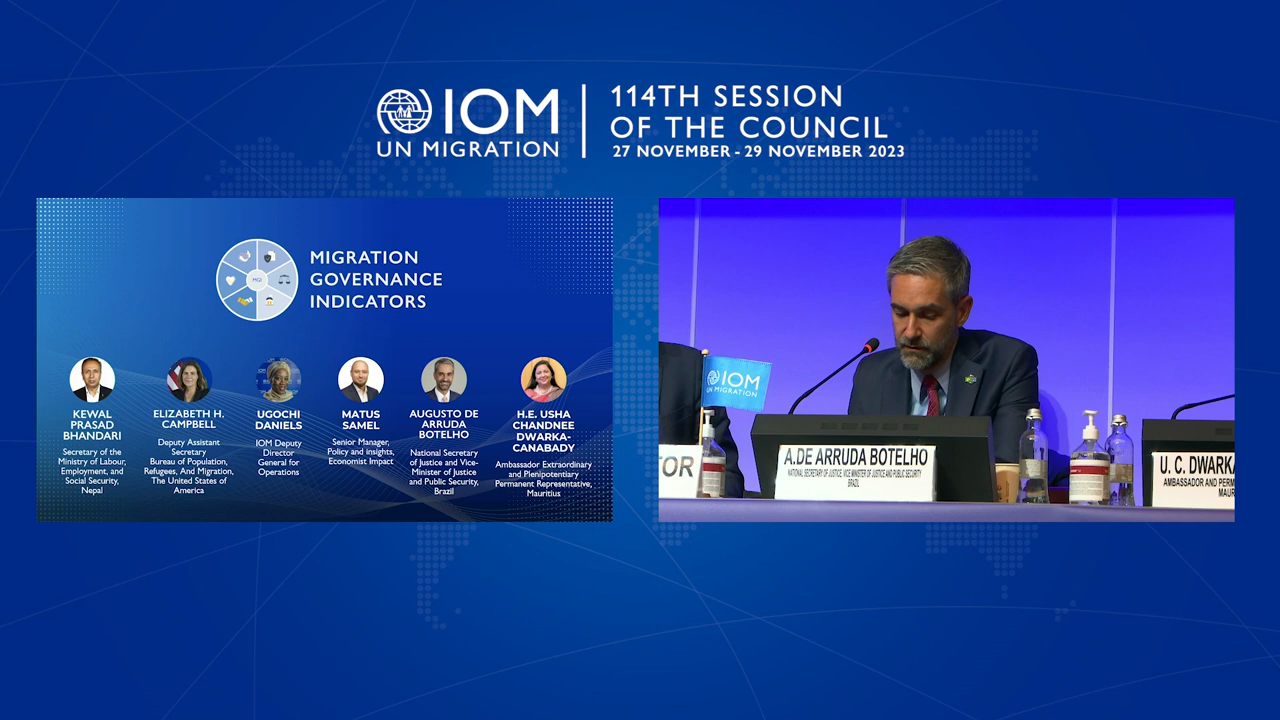 IOM
UN MIGRATION
114TH SESSION
OF THE COUNCIL
27 NOVEMBER - 29 NOVEMBER 2023
MGI
MIGRATION
GOVERNANCE
INDICATORS
KEWAL
PRASAD
BHANDARI
Secretary of the
Ministry of Labour,
Employment, and
Social Security,
Nepal
ELIZABETH H.
CAMPBELL
Deputy Assistant
Secretary
Bureau of Population,
Refugees, And Migration,
The United States of
America
UGOCHI
DANIELS
IOM Deputy
Director
General for
Operations
MATUS
SAMEL
Senior Manager,
Policy and insights,
Economist Impact
AUGUSTO DE
ARRUDA
BOTELHO
National Secretary
of Justice and Vice-
Minister of Justice
and Public Security,
Brazil
H.E. USHA
CHANDNEE
DWARKA-
CANABADY
Ambassador Extraordinary
and Plenipotentiary
Permanent Representative,
Mauritius
IOM
UN MIGRATION
TOR
A.DE ARRUDA BOTELHO
NATIONAL SECRETARY OF JUSTICE, VICE MINISTER OF JUSTICE AND PUBLIC SECURITY
BRAZIL
U. C. DWARKA
AMBASSADOR AND PERM
MAUR